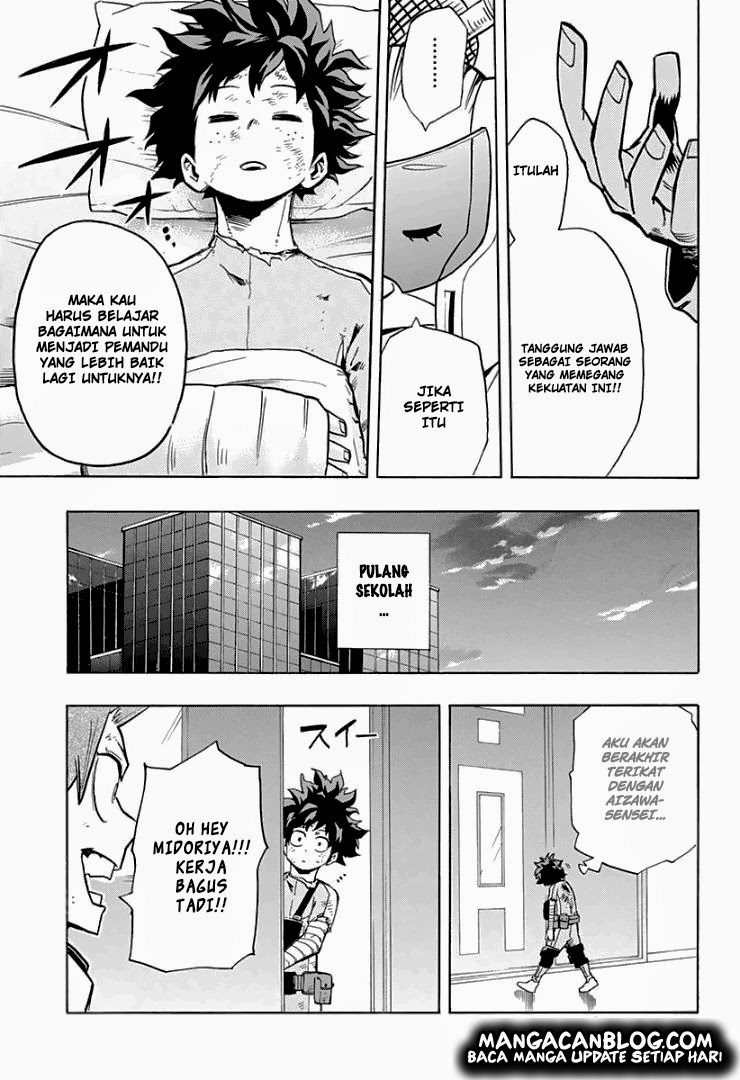 ITULAH
TANGGUNG JAWAB
SEBAGAI SEORANG
YANG MEMEGANG
KEKUATAN INI!!
.........
JIKA
SEPERTI
ITU
MAKA KAU
HARUS BELAJAR
BAGAIMANA UNTUK
MENJADI PEMANDU
YANG LEBIH BAIK
LAGI UNTUKNYA!!
PULANG
SEKOLAH
...
AKU AKAN
BERAKHIR
TERIKAT
DENGAN
AIZAWA-
SENSEI...
スイー
OH HEY
MIDORIYA!!!
KERJA
BAGUS
TADI!!
MANGACANBLOG.COM
BACA MANGA UPDATE SETIAP HARI